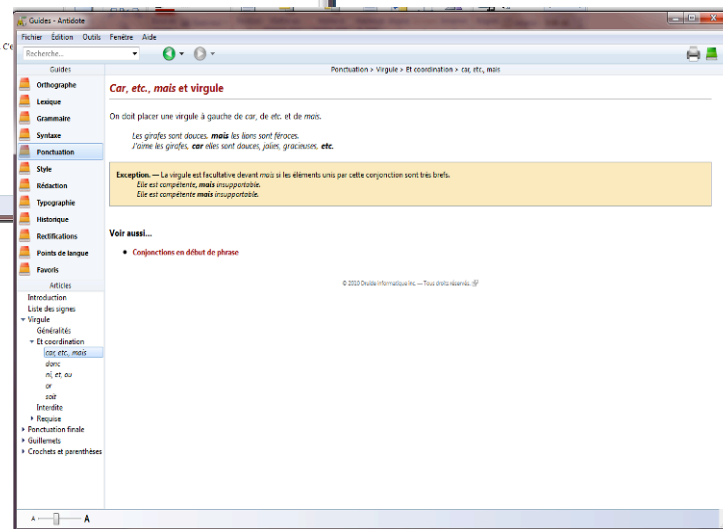 Guides - Antidote
Fichier Édition Outils Fenêtre Aide
C'e
Recherche...
Guides
Ponctuation > Virgule > Et coordination > car, etc., mais
Orthographe
Lexique
Grammaire
Syntaxe
Ponctuation
Style
Rédaction
Typographie
Historique
Rectifications
Points de langue
Favoris
Articles
Introduction
Liste des signes
Virgule
Généralités
Et coordination
car, etc., mais
donc
ni, et, ou
or
soit
Interdite
Requise
Ponctuation finale
Guillemets
Crochets et parenthèses
A A
Car, etc., mais et virgule
On doit placer une virgule à gauche de car, de etc. et de mais.
Les girafes sont douces, mais les lions sont féroces.
J'aime les girafes, car elles sont douces, jolies, gracieuses, etc.
Exception. — La virgule est facultative devant mais si les éléments unis par cette conjonction sont très brefs.
Elle est compétente, mais insupportable.
Elle est compétente mais insupportable.
Voir aussi...
Conjonctions en début de phrase
© 2010 Druide informatique inc. — Tous droits réservés.